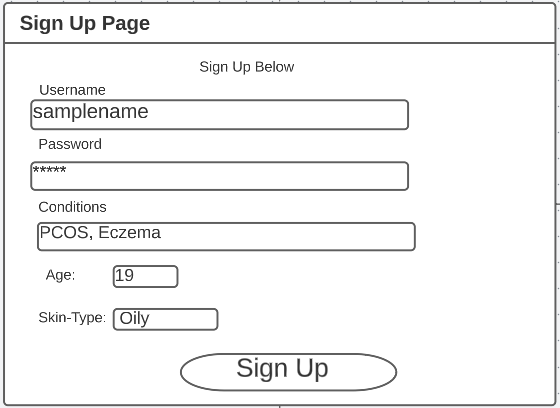 Sign Up Page
Sign Up Below
Username
samplename
Password
*****
Conditions
PCOS, Eczema
Age: 19
Skin-Type: Oily
Sign Up